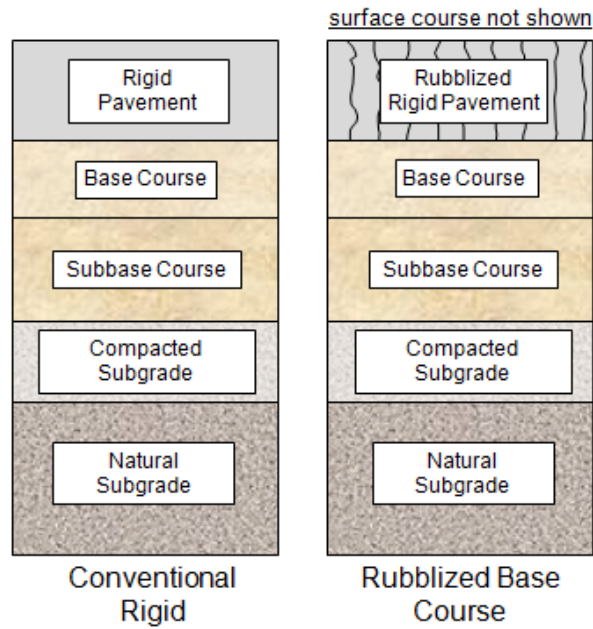 surface course not shown
Rigid
Pavement
Base Course
Subbase Course
Compacted
Subgrade
Natural
Subgrade
Conventional
Rigid
Rubblized
Rigid Pavement
Base Course
Subbase Course
Compacted
Subgrade
Natural
Subgrade
Rubblized Base
Course